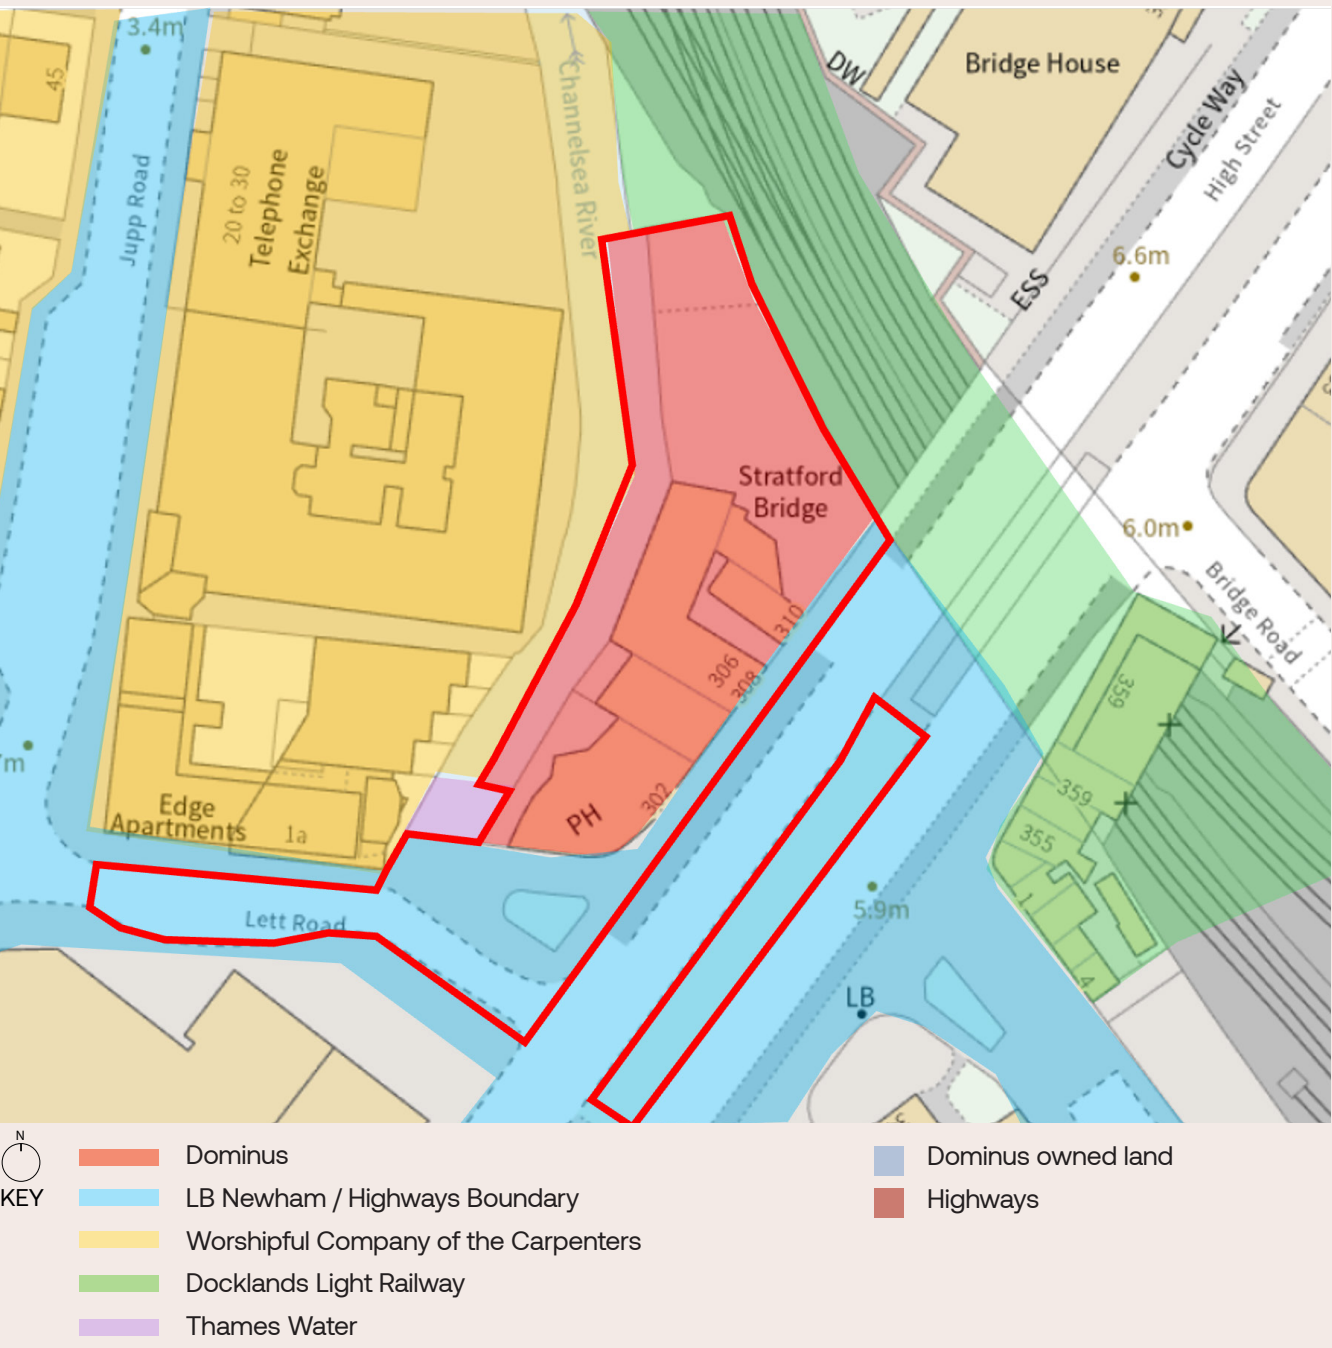 3.4m
45
Jupp Road
20 to 30
Telephone
Exchange
Channelsea River
DW
Bridge House
Cycle Way
High Street
ESS
6.6m
Stratford
Bridge
6.0m
Bridge Road
310
306
308
302
PH
359
359
355
1
4
Edge
Apartments
1a
Lett Road
5.9m
LB
N
KEY
Dominus
LB Newham / Highways Boundary
Worshipful Company of the Carpenters
Docklands Light Railway
Thames Water
Dominus owned land
Highways